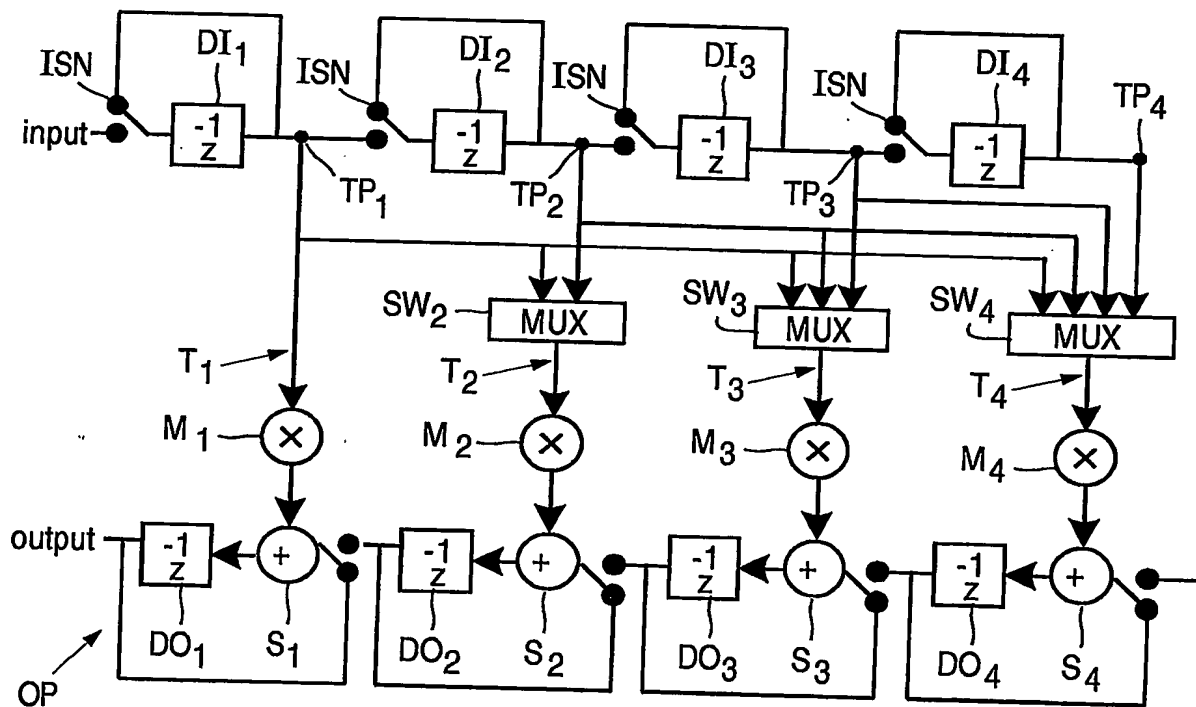 ISN
DI1
ISN
DI2
ISN
DI3
ISN
DI4
TP4
input
-1
z
-1
z
-1
z
-1
z
TP1
TP2
TP3
SW2
MUX
SW3
MUX
SW4
MUX
T1
T2
T3
T4
M1
×
M2
×
M3
×
M4
×
output
-1
z
+
-1
z
+
-1
z
+
-1
z
+
OP
DO1
S1
DO2
S2
DO3
S3
DO4
S4